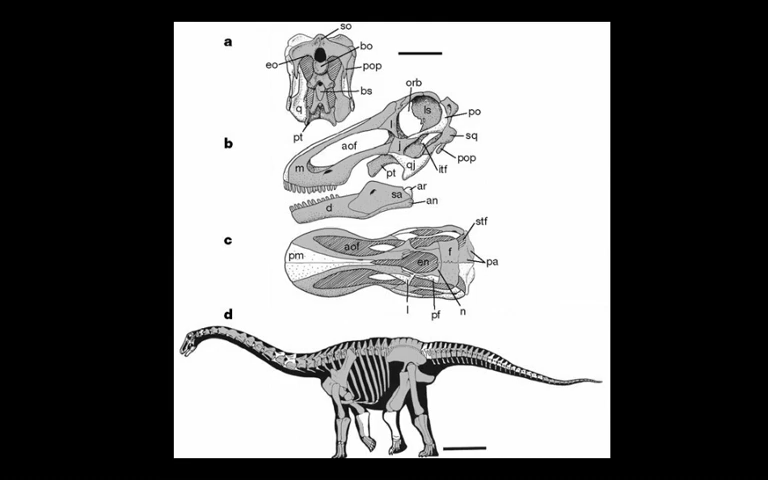 a
so
bo
eo
pop
bs
q
pt
b
orb
ls
po
l
sq
aof
j
pop
m
qj
itf
pt
ar
sa
an
d
c
stf
aof
f
pm
en
pa
l
pf
n
d